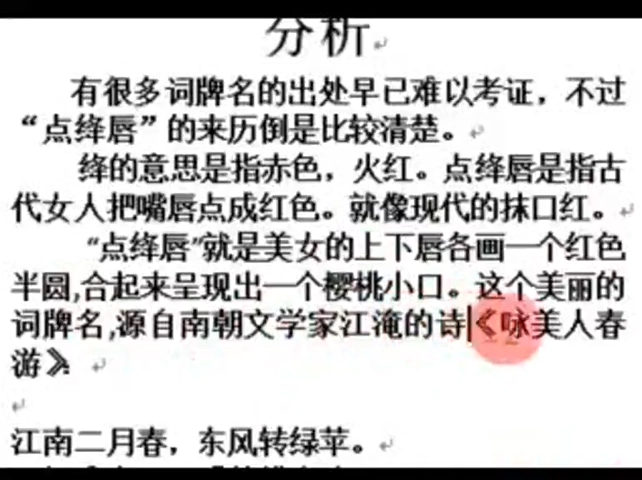 分析
有很多词牌名的出处早已难以考证，不过
“点绛唇”的来历倒是比较清楚。
绛的意思是指赤色，火红。点绛唇是指古
代女人把嘴唇点成红色。就像现代的抹口红。
“点绛唇”就是美女的上下唇各画一个红色
半圆,合起来呈现出一个樱桃小口。这个美丽的
词牌名,源自南朝文学家江淹的诗《咏美人春
游》:
江南二月春，东风转绿苹。